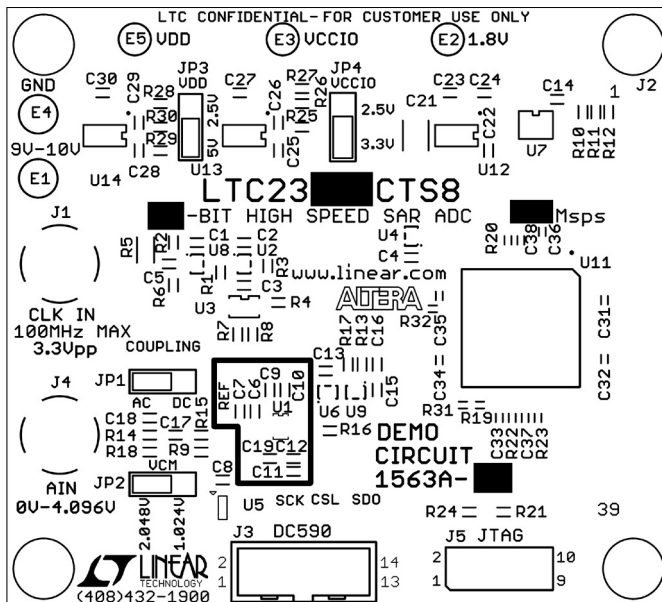 LTC CONFIDENTIAL-FOR CUSTOMER USE ONLY
E5 VDD E3 VCCIO E2 1.8V
GND J2
C30 C29 JP3 VDD C27 C26 R27 R26 JP4 VCCIO C23 C24 C14 1
E4 R28 R30 R29 2.5V 5V R25 2.5V 3.3V C21 C22 R10 R11 R12
9V-10V C28 U13 C25 U12 U7
E1 U14
LTC23 CTS8
J1 -BIT HIGH SPEED SAR ADC Msps
R5 R2 C1 U8 C2 U2 U4 R20 C38 C36
C5 R1 R3 C4 U11
R6 C3 www.linear.com
U3 R4 ALTERA R32
CLK IN
100MHz MAX
3.3Vpp
R7 R8 R17 R13 C16 C35 C31
COUPLING
J4 JP1 C13 C34 C32
AC DC REF C7 C6 C9 C10 C15
C18 C17 R15 U1 U6 U9 R31 R19
R14 R16 C33 R22 C37 R23
R18 R9 C19 C12 DEMO
VCM C11 CIRCUIT
AIN JP2 C8 1563A-
0V-4.096V U5 SCK CSL SDO
2.048V 1.024V R24 R21 39
J3 DC590 J5 JTAG
LT LINEAR 2 14 2 10
TECHNOLOGY 1 13 1 9
(408)432-1900